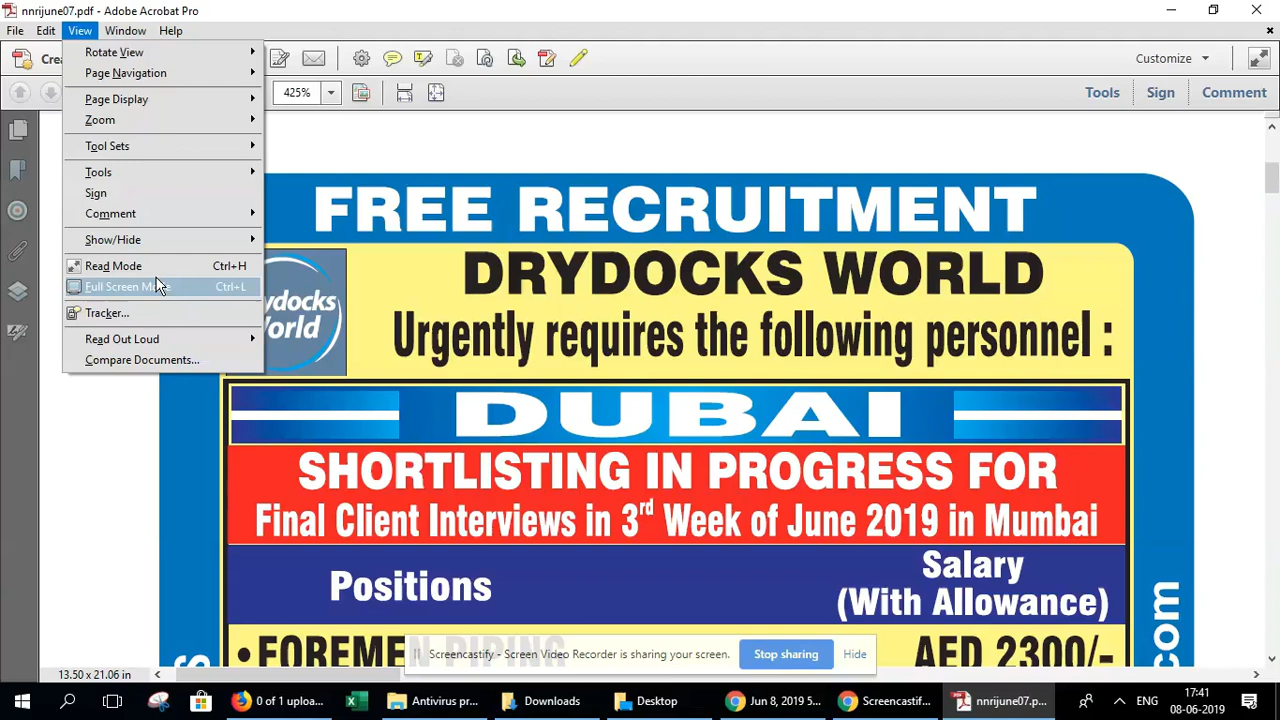 nnrijune07.pdf - Adobe Acrobat Pro
File Edit View Window Help
Customize
425%
Tools Sign Comment
Rotate View
Page Navigation
Page Display
Zoom
Tool Sets
Tools
Sign
Comment
Show/Hide
Read Mode Ctrl+H
Full Screen Mode Ctrl+L
Tracker...
Read Out Loud
Compare Documents...
FREE RECRUITMENT
DRYDOCKS WORLD
World
Urgently requires the following personnel :
DUBAI
SHORTLISTING IN PROGRESS FOR
Final Client Interviews in 3rd Week of June 2019 in Mumbai
Positions
Salary
(With Allowance)
com
• FOREMEN PIPING AED 2300/-
Screencastify - Screen Video Recorder is sharing your screen. Stop sharing Hide
13.50 x 21.06 in
0 of 1 uploa...
Antivirus pr...
Downloads
Desktop
Jun 8, 2019 5...
Screencastify...
nnrijune07.p...
ENG
17:41
08-06-2019